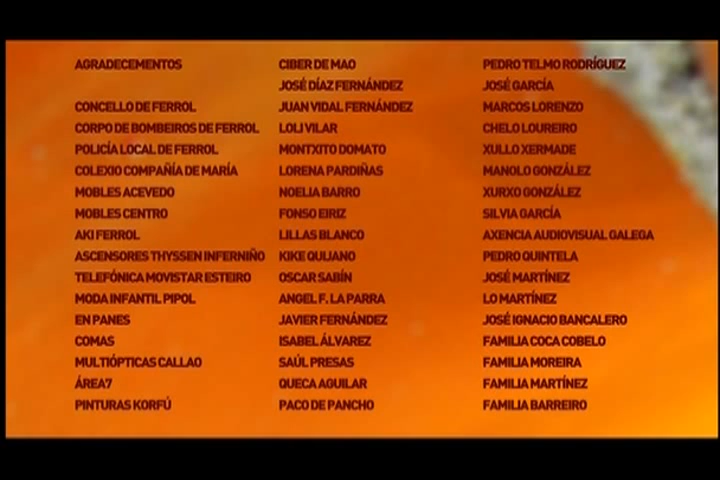 AGRADECEMENTOS
CONCELLO DE FERROL
CORPO DE BOMBEIROS DE FERROL
POLICÍA LOCAL DE FERROL
COLEXIO COMPAÑÍA DE MARÍA
MOBLES ACEVEDO
MOBLES CENTRO
AKI FERROL
ASCENSORES THYSSEN INFERNIÑO
TELEFÓNICA MOVISTAR ESTEIRO
MODA INFANTIL PIPOL
EN PANES
COMAS
MULTIÓPTICAS CALLAO
ÁREA7
PINTURAS KORFÚ
CIBER DE MAO
JOSÉ DÍAZ FERNÁNDEZ
JUAN VIDAL FERNÁNDEZ
LOLI VILAR
MONTXITO DOMATO
LORENA PARDIÑAS
NOELIA BARRO
FONSO EIRIZ
LILLAS BLANCO
KIKE QUIJANO
OSCAR SABÍN
ANGEL F. LA PARRA
JAVIER FERNÁNDEZ
ISABEL ÁLVAREZ
SAÚL PRESAS
QUECA AGUILAR
PACO DE PANCHO
PEDRO TELMO RODRÍGUEZ
JOSÉ GARCÍA
MARCOS LORENZO
CHELO LOUREIRO
XULLO XERMADE
MANOLO GONZÁLEZ
XURXO GONZÁLEZ
SILVIA GARCÍA
AXENCIA AUDIOVISUAL GALEGA
PEDRO QUINTELA
JOSÉ MARTÍNEZ
LO MARTÍNEZ
JOSÉ IGNACIO BANCALERO
FAMILIA COCA COBELO
FAMILIA MOREIRA
FAMILIA MARTÍNEZ
FAMILIA BARREIRO